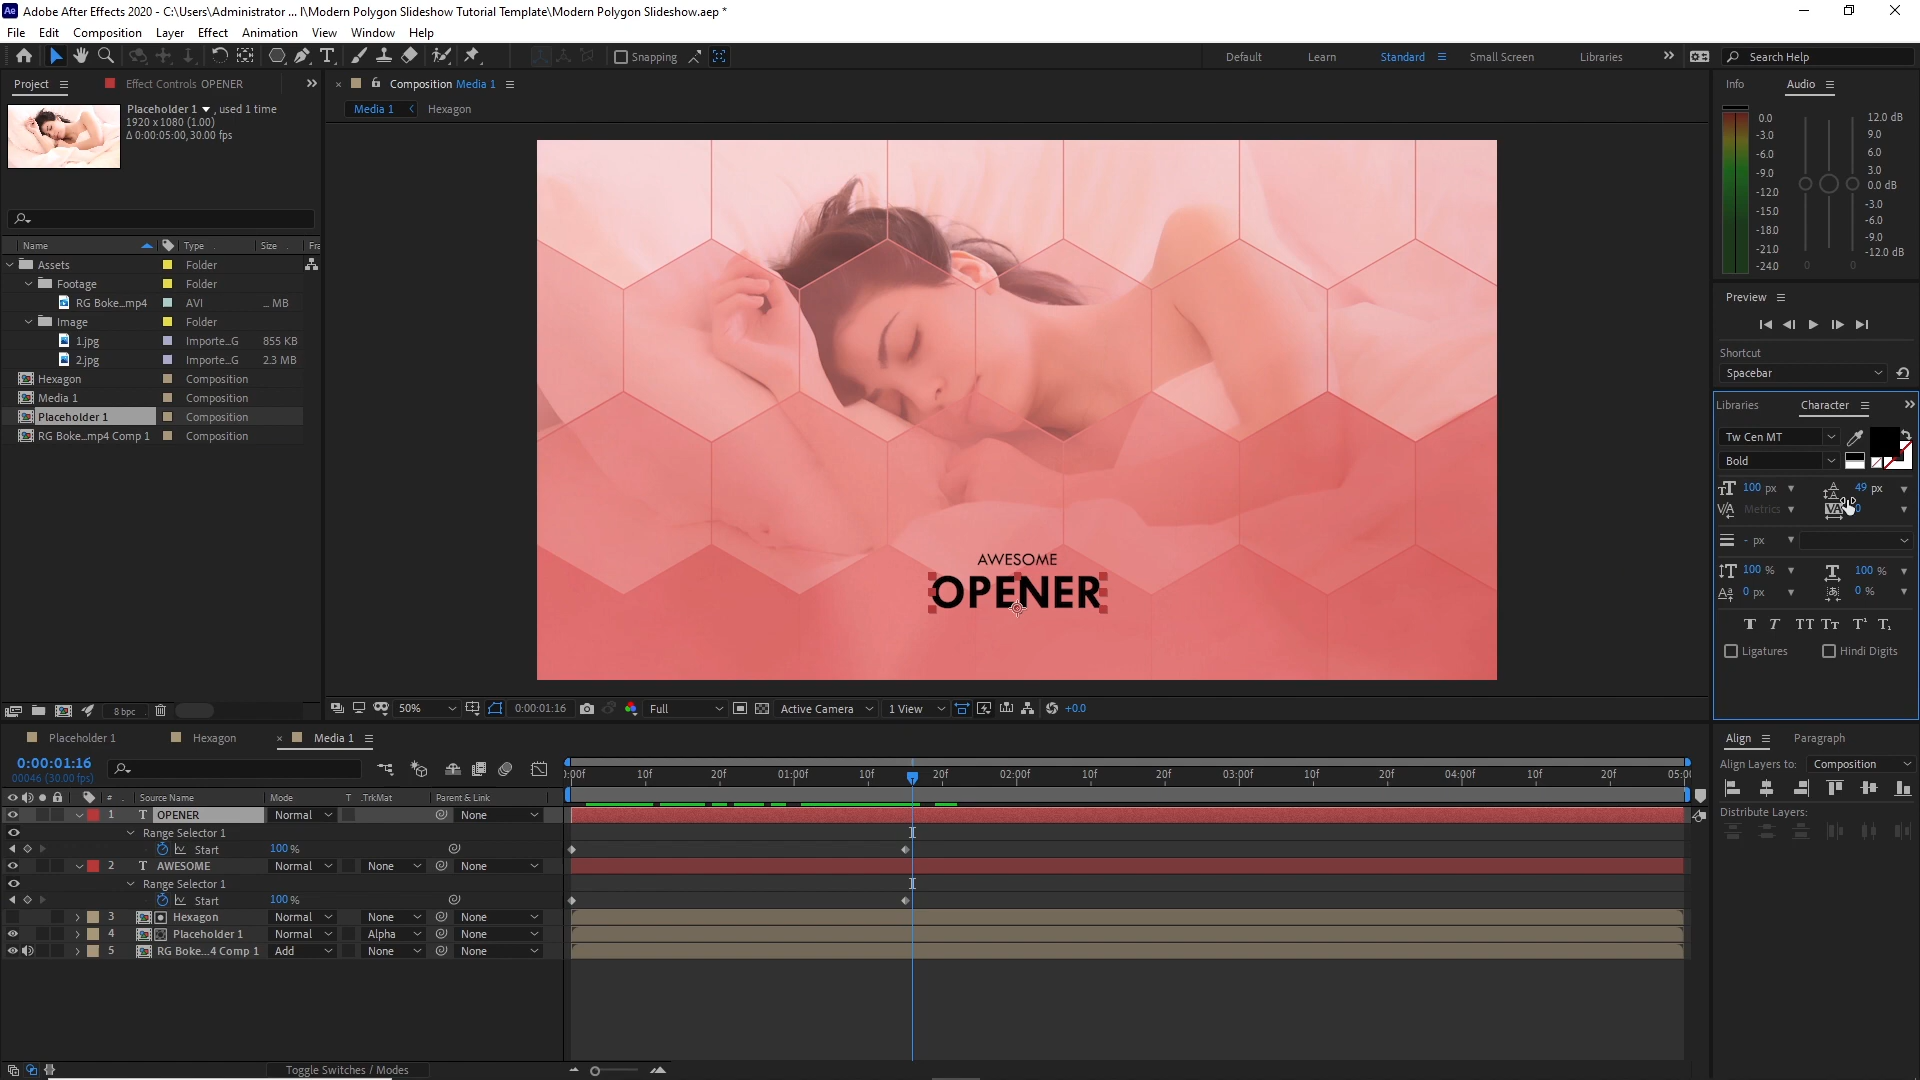 Ae Adobe After Effects 2020 - C:\Users\Administrator ... l\Modern Polygon Slideshow Tutorial Template\Modern Polygon Slideshow.aep *
File Edit Composition Layer Effect Animation View Window Help
Snapping Default Learn Standard Small Screen Libraries Search Help
Project Effect Controls OPENER
Placeholder 1 , used 1 time
1920 x 1080 (1.00)
Δ 0:00:05:00, 30.00 fps
Name Type Size Fra
Assets Folder
Footage Folder
RG Boke...mp4 AVI ... MB
Image Folder
1.jpg Importe...G 855 KB
2.jpg Importe...G 2.3 MB
Hexagon Composition
Media 1 Composition
Placeholder 1 Composition
RG Boke...mp4 Comp 1 Composition
8 bpc
Composition Media 1
Media 1 Hexagon
AWESOME
OPENER
50% 0:00:01:16 Full Active Camera 1 View +0.0
Info Audio
0.0 12.0 dB
-3.0 9.0
-6.0 6.0
-9.0 3.0
-12.0 0.0 dB
-15.0 -3.0
-18.0 -6.0
-21.0 -9.0
-24.0 -12.0 dB
0 0
Preview
Shortcut
Spacebar
Libraries Character
Tw Cen MT
Bold
100 px 49 px
Metrics 0
- px
100 % 100 %
0 px 0 %
T T TT Tt T¹ T₁
Ligatures Hindi Digits
Align Paragraph
Align Layers to: Composition
Distribute Layers:
Placeholder 1 Hexagon Media 1
0:00:01:16
00046 (30.00 fps)
:00f 10f 20f 01:00f 10f 20f 02:00f 10f 20f 03:00f 10f 20f 04:00f 10f 20f 05:00
# Source Name Mode T .TrkMat Parent & Link
1 T OPENER Normal None
Range Selector 1
Start 100 %
2 T AWESOME Normal None None
Range Selector 1
Start 100 %
3 Hexagon Normal None None
4 Placeholder 1 Normal Alpha None
5 RG Boke...4 Comp 1 Add None None
Toggle Switches / Modes